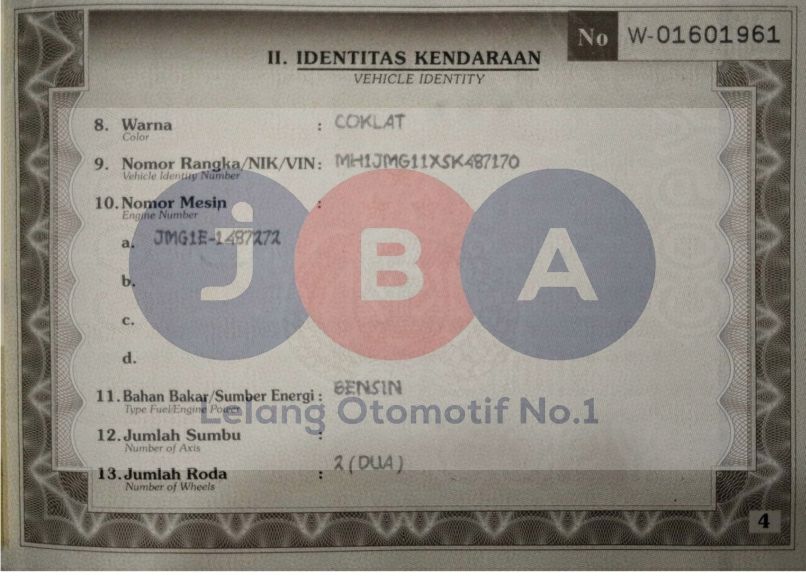 No W-01601961
II. IDENTITAS KENDARAAN
VEHICLE IDENTITY
8. Warna : COKLAT
Color
9. Nomor Rangka/NIK/VIN: MH1JMG11XSK487170
Vehicle Identity Number
10. Nomor Mesin :
Engine Number
a. JMG1E-1487272
b.
c.
d.
JBA
11. Bahan Bakar/Sumber Energi : BENSIN
Type Fuel/Engine Power
Lelang Otomotif No.1
12. Jumlah Sumbu :
Number of Axis
13. Jumlah Roda : 2 (DUA)
Number of Wheels
4